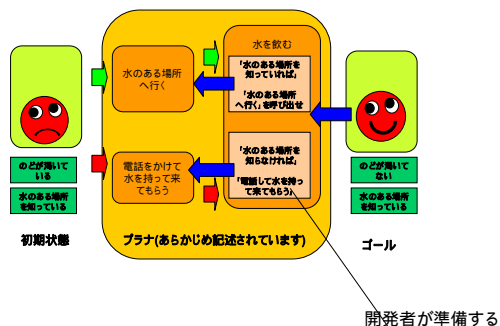 のどが渇いて
いる
水のある場所
を知っている
初期状態
水のある場所
へ行く
電話をかけて
水を持って来
てもらう
水を飲む
「水のある場所を
知っていれば」
「水のある場所
へ行く」を呼び出せ
「水のある場所を
知らなければ」
「電話して水を持っ
て来てもらう」
プラナ(あらかじめ記述されています)
のどが渇いて
ない
水のある場所
を知っている
ゴール
開発者が準備する